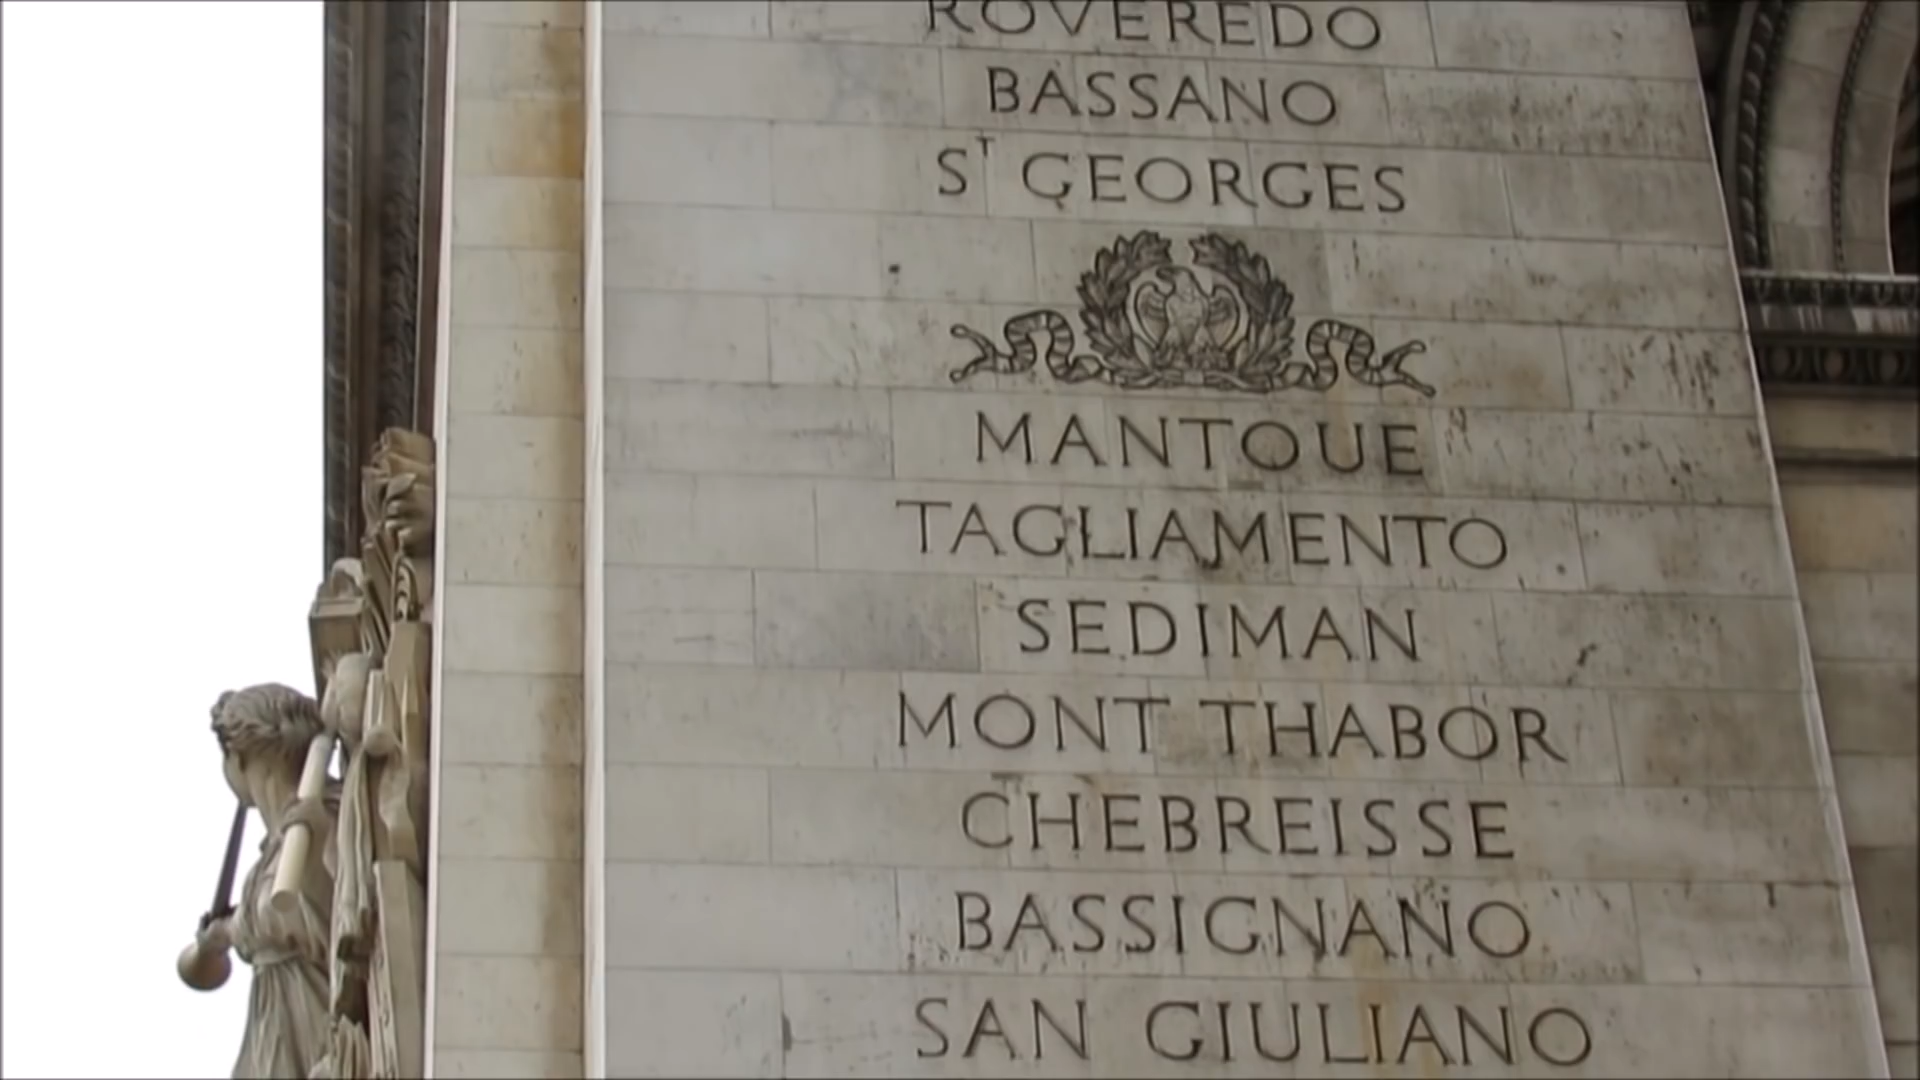 ROVEREDO
BASSANO
ST GEORGES
MANTOUE
TAGLIAMENTO
SEDIMAN
MONT THABOR
CHEBREISSE
BASSIGNANO
SAN GIULIANO